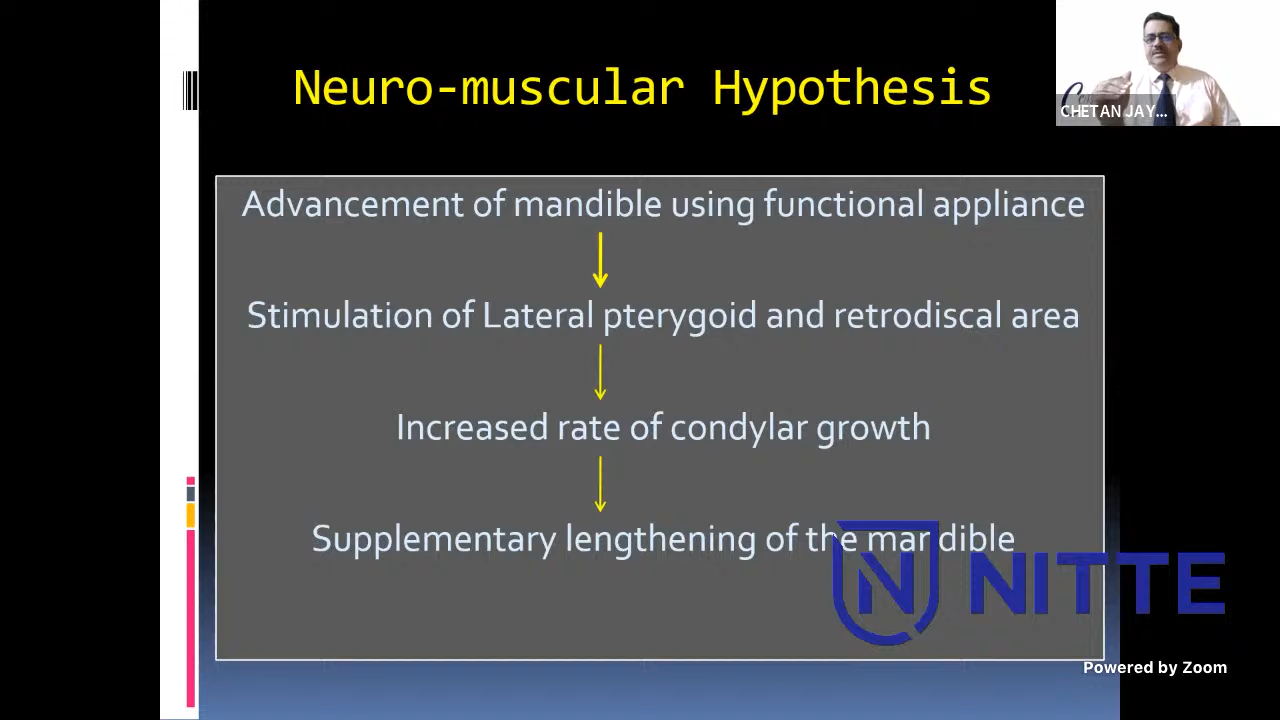 Neuro-muscular Hypothesis
CHETAN JAY...
Advancement of mandible using functional appliance
Stimulation of Lateral pterygoid and retrodiscal area
Increased rate of condylar growth
Supplementary lengthening of the mandible
N NITTE
Powered by Zoom